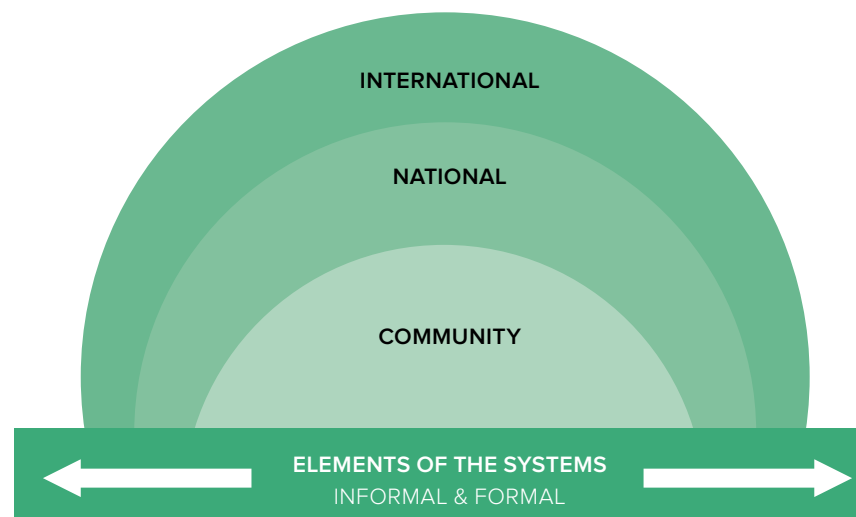 INTERNATIONAL
NATIONAL
COMMUNITY
ELEMENTS OF THE SYSTEMS
INFORMAL & FORMAL